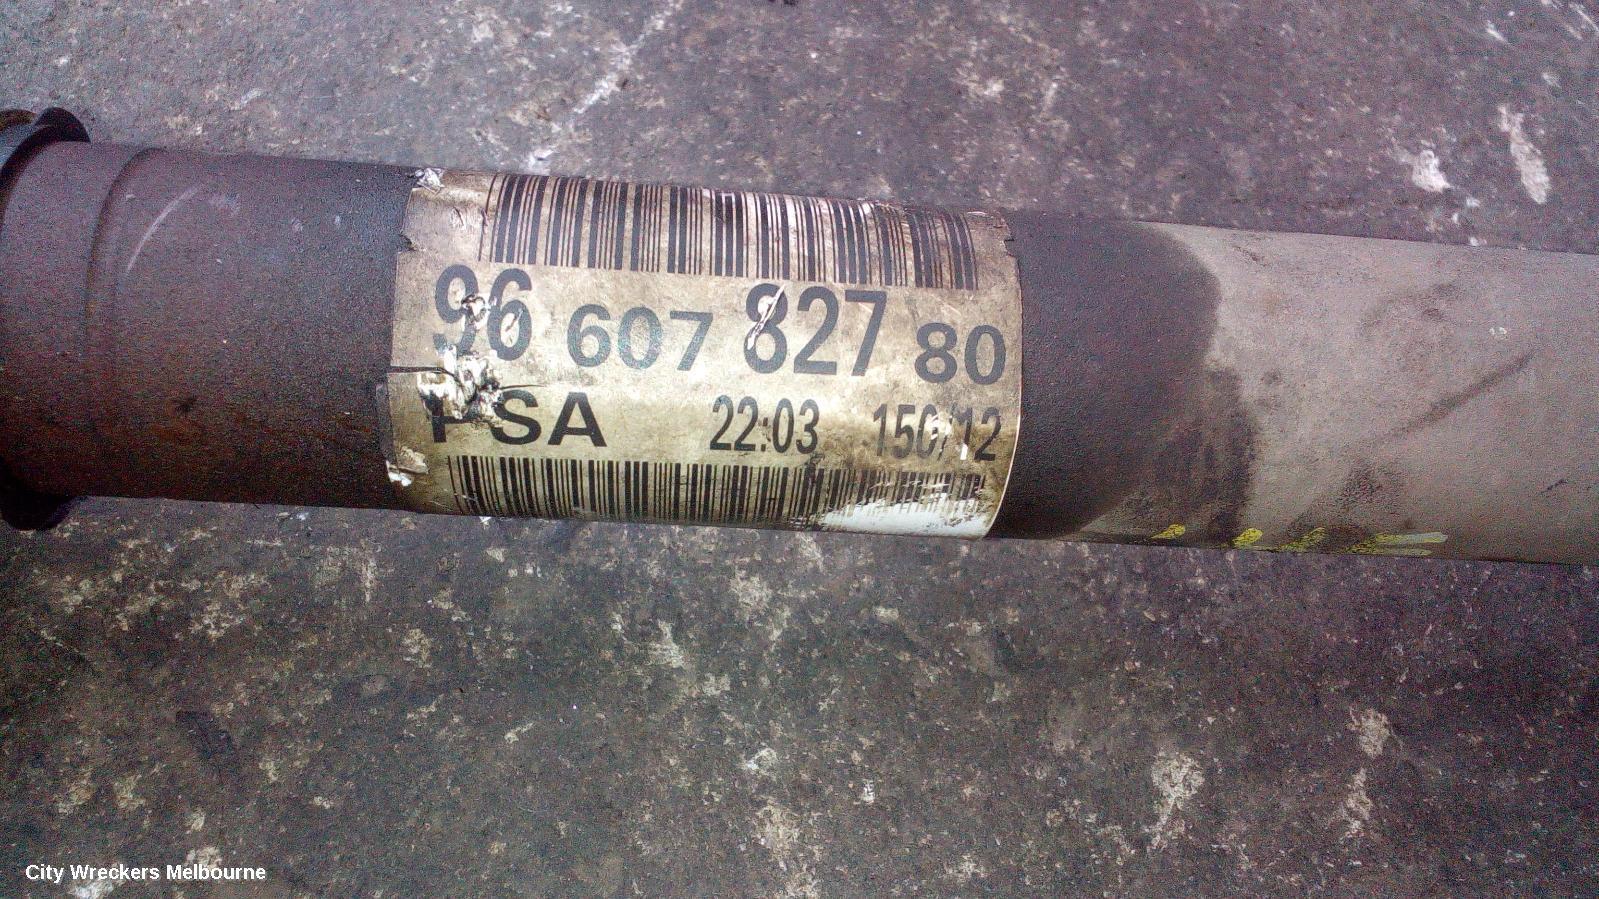 96 607 827 80
PSA 22:03 150/12
City Wreckers Melbourne